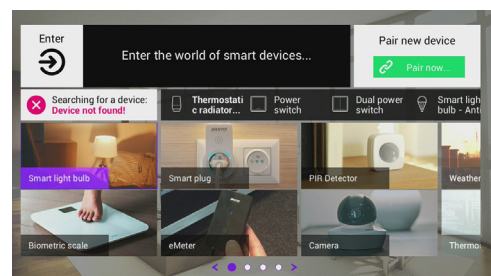 Enter
Enter the world of smart devices...
Pair new device
Pair now...
Searching for a device:
Device not found!
Thermostati
c radiator...
Power
switch
Dual power
switch
Smart ligh
bulb - Anti
Smart light bulb
Smart plug
PIR Detector
Weather
Biometric scale
eMeter
Camera
Thermo